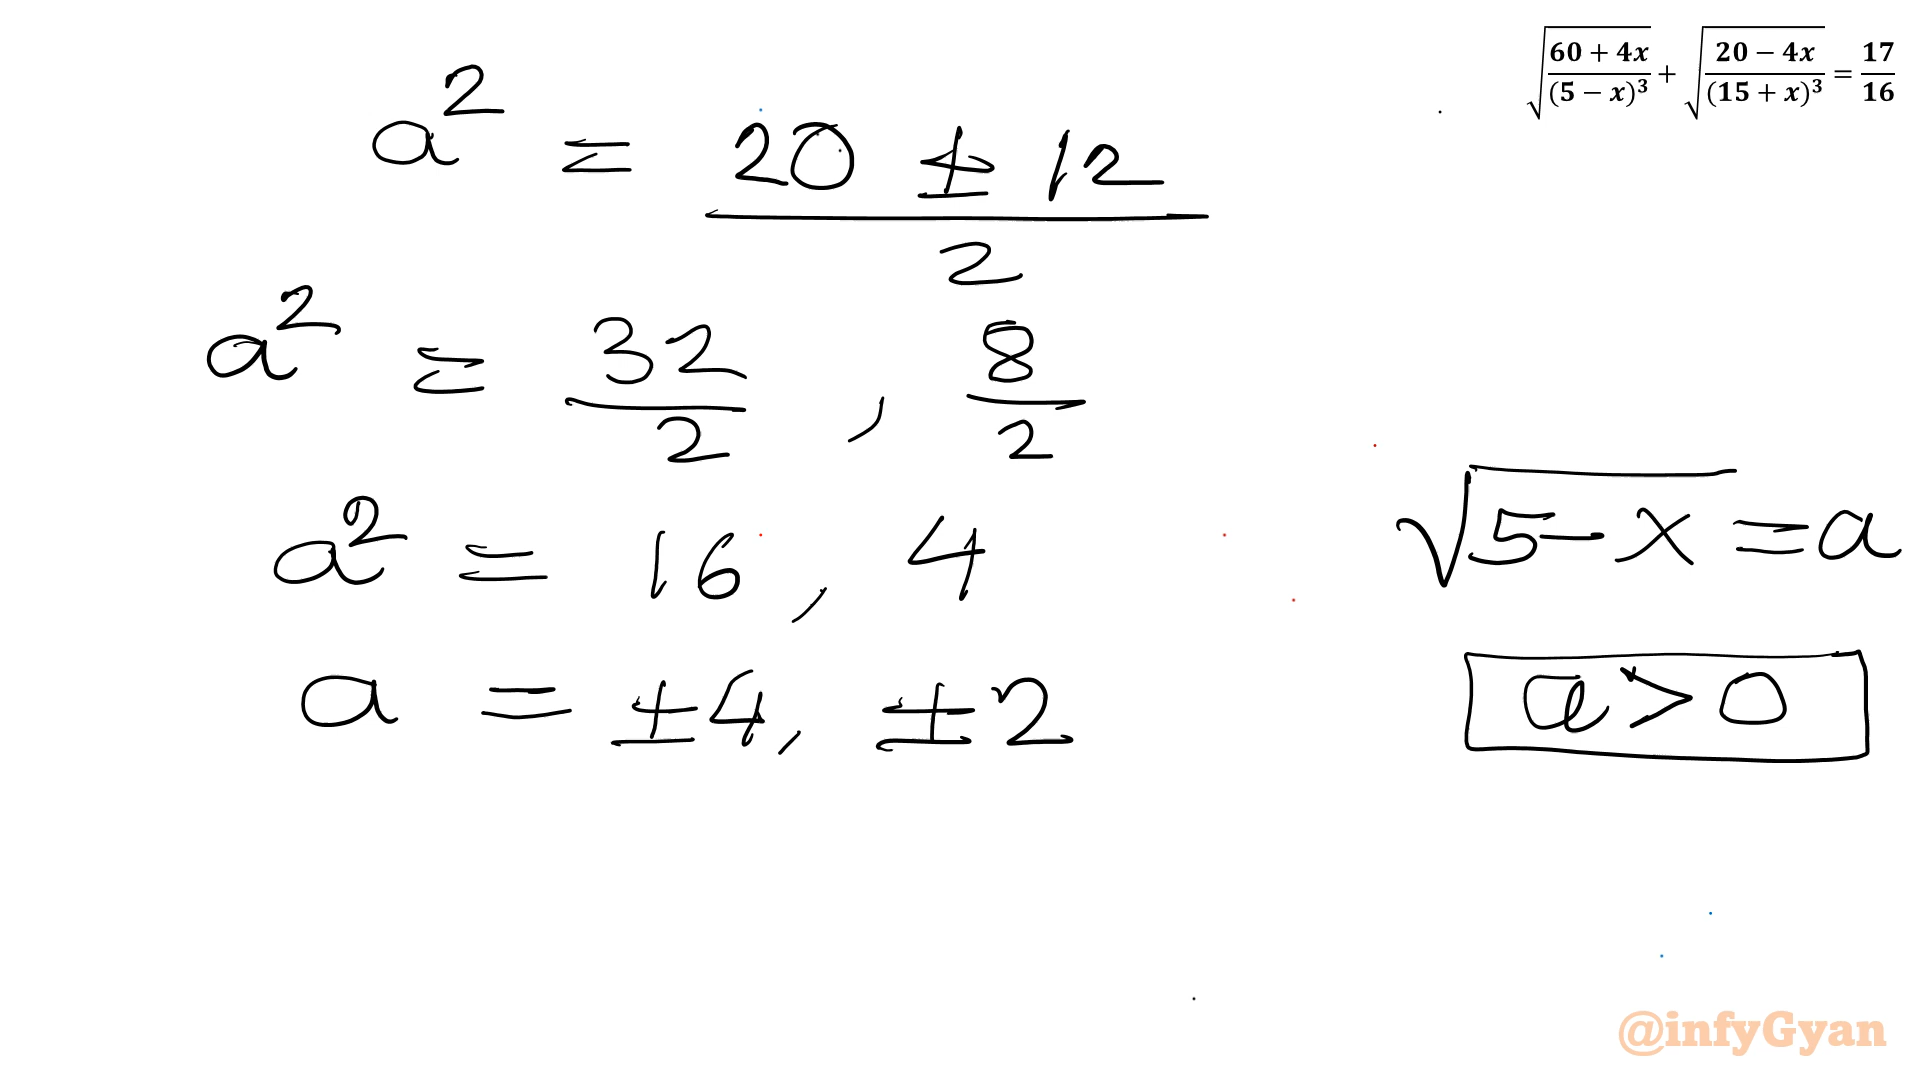 √((60 + 4x)/(5 − x)³) + √((20 − 4x)/(15 + x)³) = 17/16
a² = (20 ± 12)/2
a² = 32/2 , 8/2
a² = 16 , 4
√(5 − x) = a
a = ±4, ±2
a > 0
@infyGyan